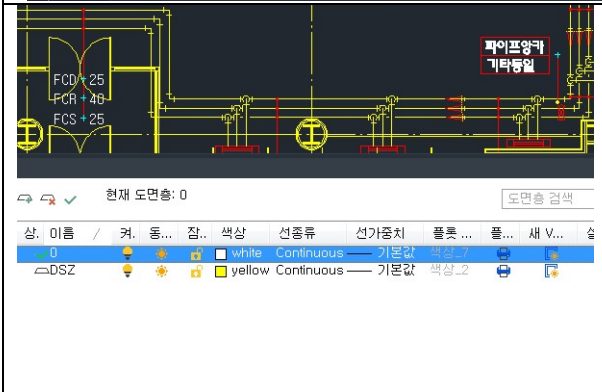 파이프앙카
기타동일
FCD 25
FCR 40
FCS 25
현재 도면층: 0
도면층 검색
상. 이름 / 켜. 동... 잠.. 색상 선종류 선가중치 플롯 ... 플... 새 V...
0 white Continuous 기본값 색상_7
DSZ yellow Continuous 기본값 색상_2